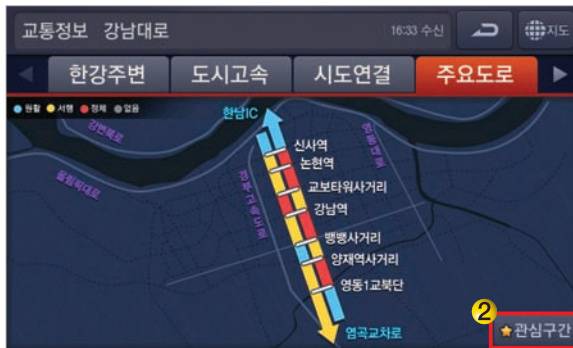 교통정보 강남대로
16:33 수신
지도
한강주변
도시고속
시도연결
주요도로
원활 서행 정체 없음
한남IC
강변북로
올림픽대로
경부고속도로
영동대로
신사역
논현역
교보타워사거리
강남역
뱅뱅사거리
양재역사거리
영동1교북단
염곡교차로
2
관심구간